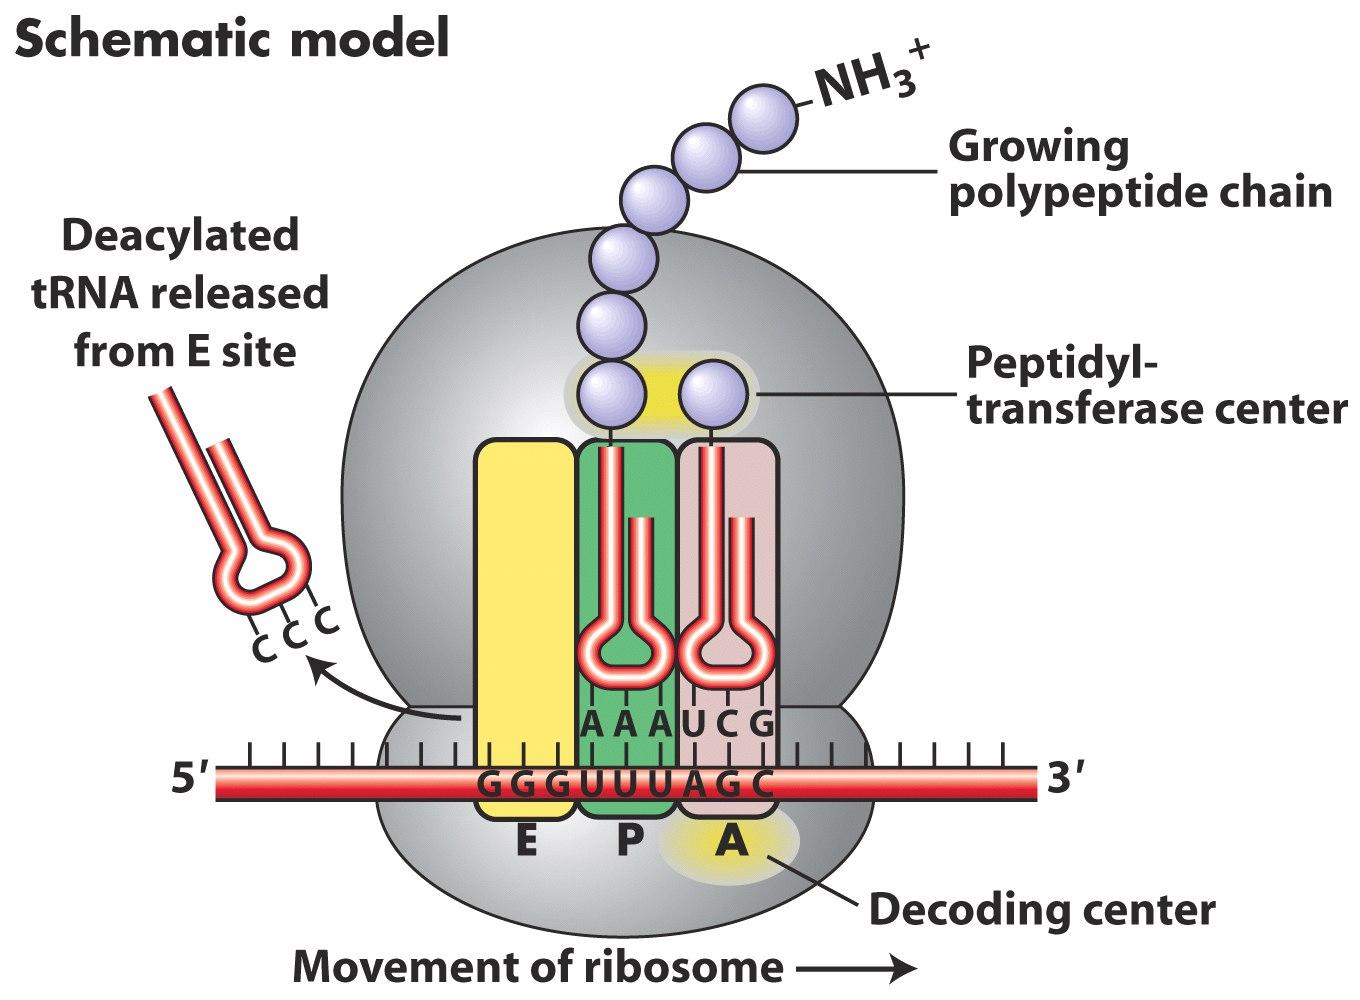 Schematic model
NH₃⁺
Growing
polypeptide chain
Deacylated
tRNA released
from E site
Peptidyl-
transferase center
C C C
A A A U C G
5′ G G G U U U A G C 3′
E P A
Decoding center
Movement of ribosome